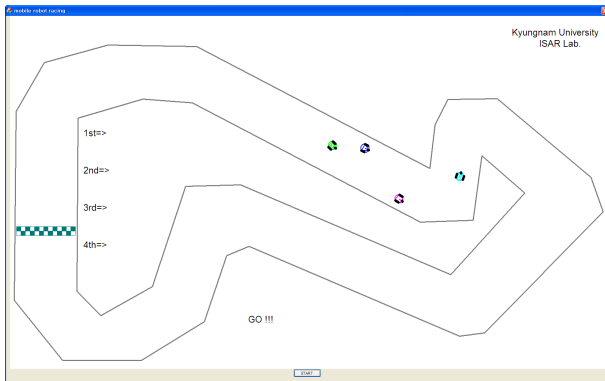 mobile robot racing
Kyungnam University
ISAR Lab.
1st=>
2nd=>
3rd=>
4th=>
GO !!!
START